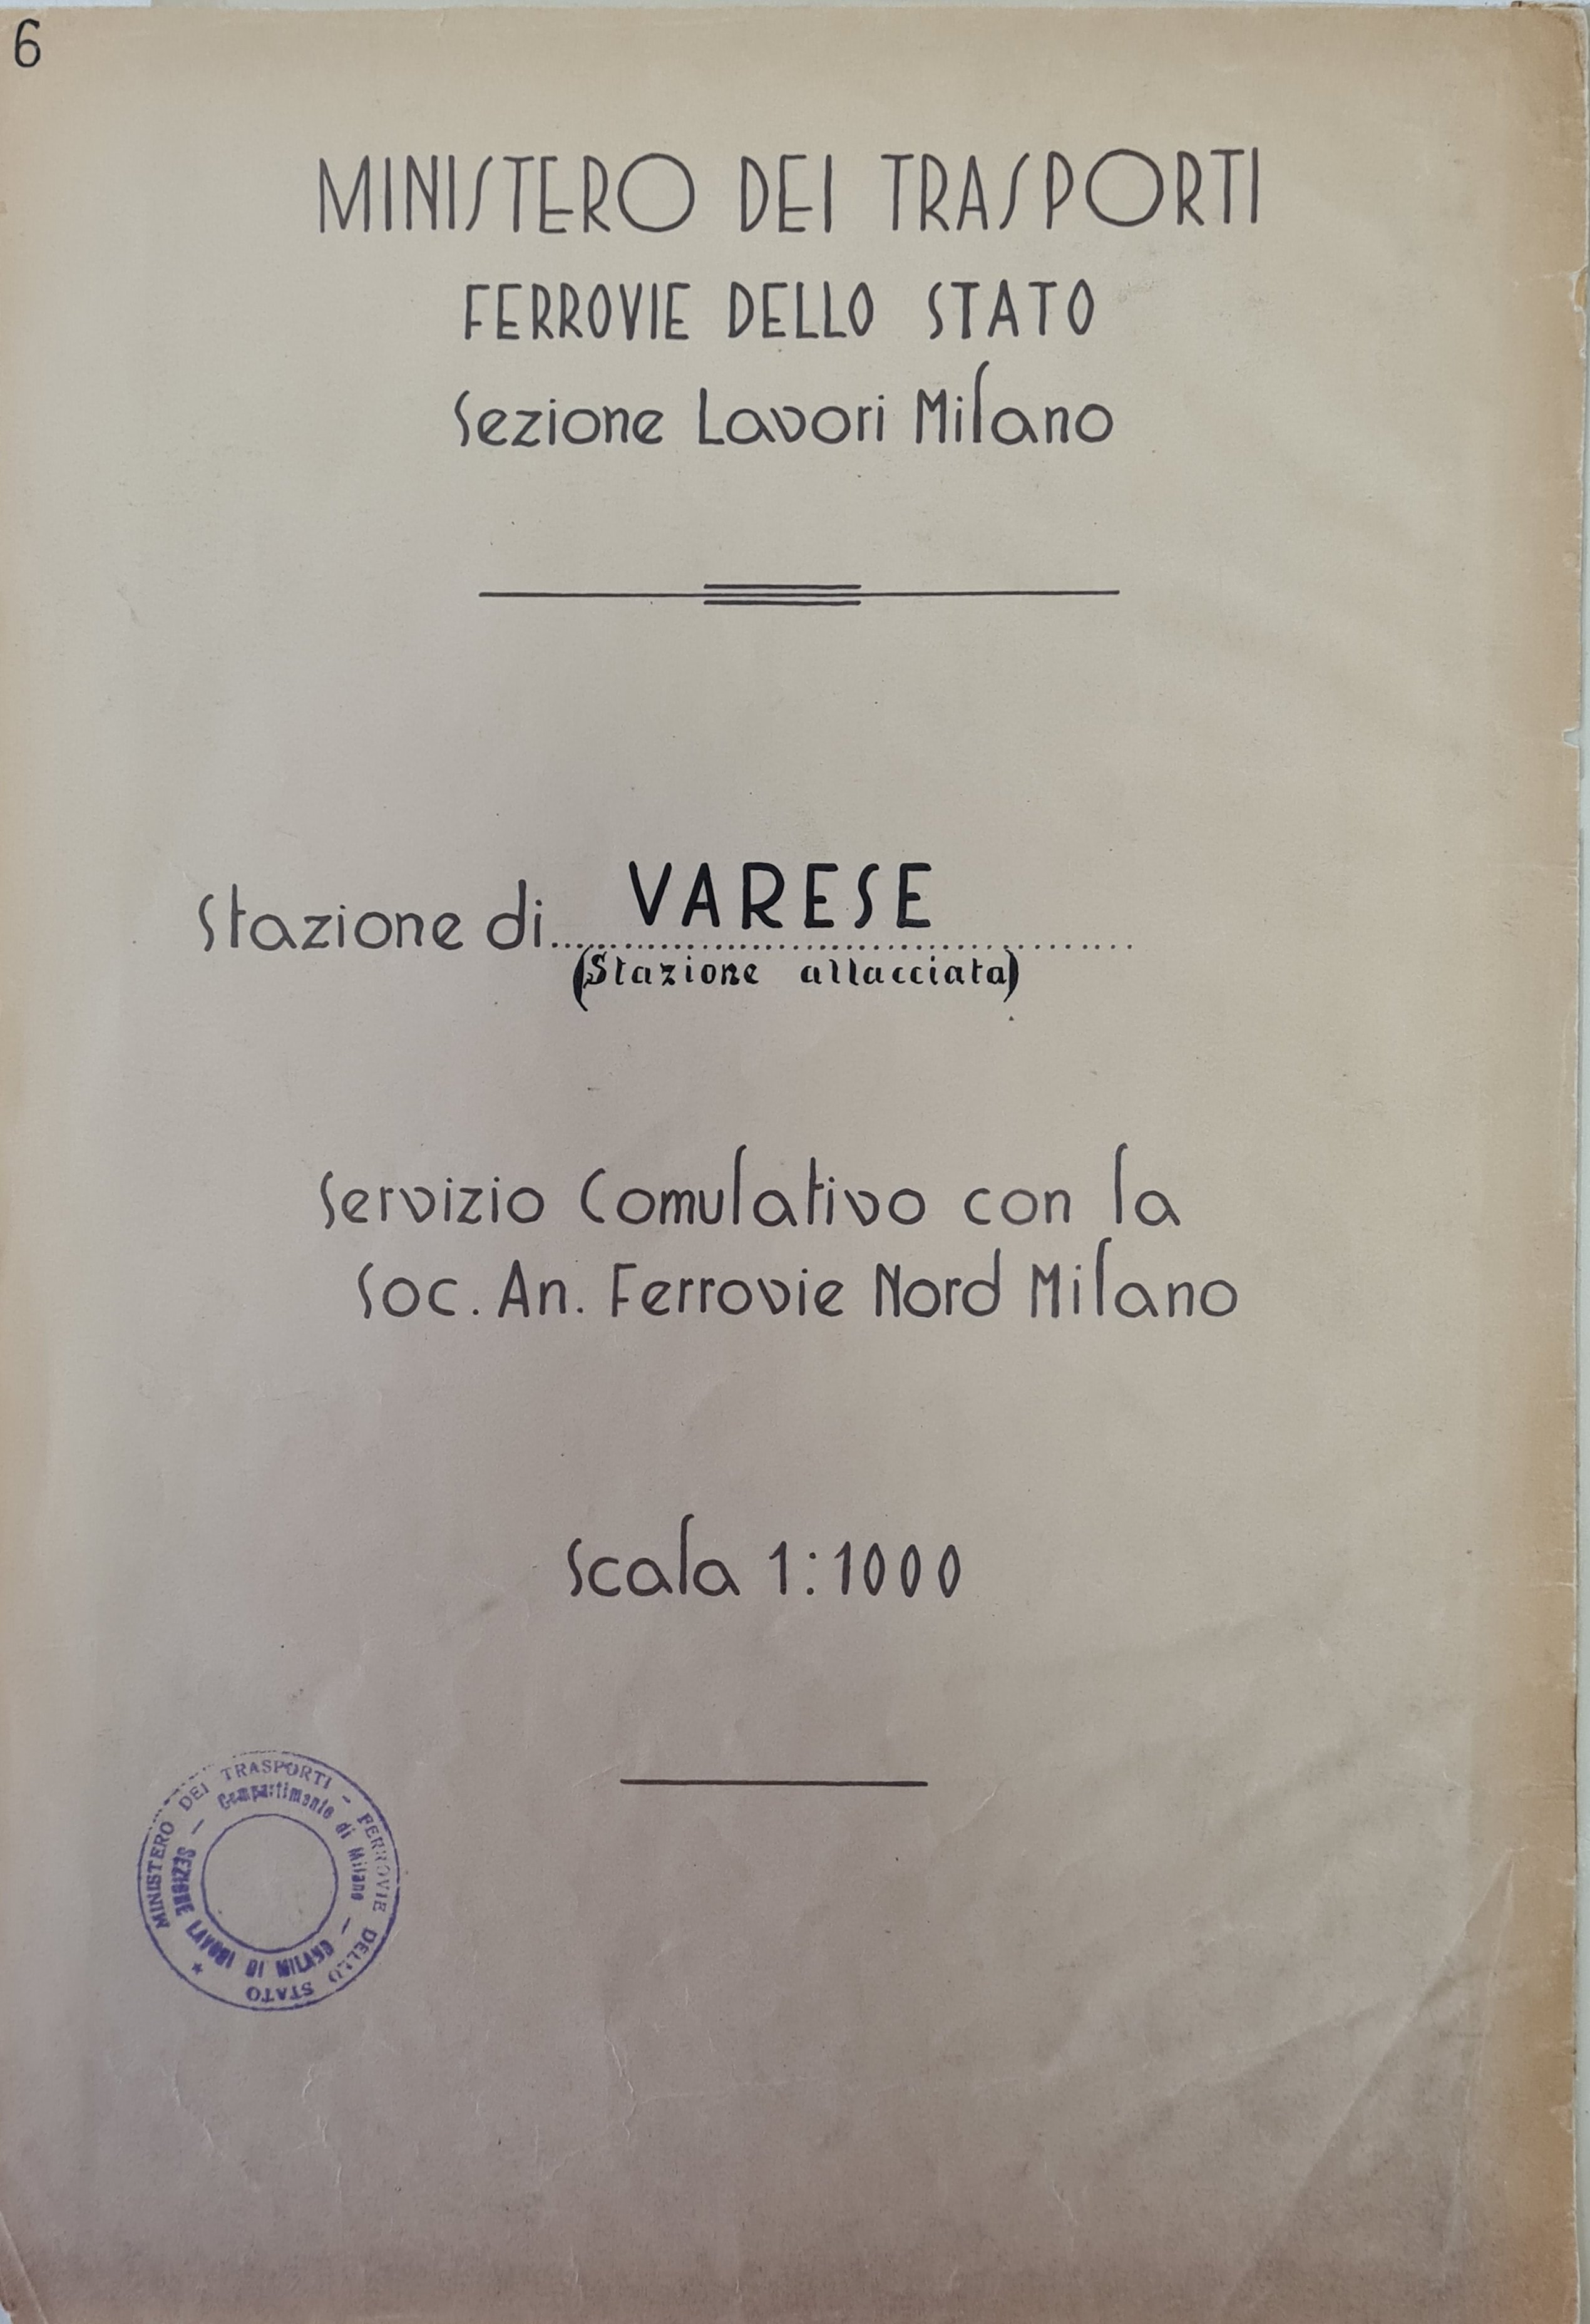 6
MINISTERO DEI TRASPORTI
FERROVIE DELLO STATO
Sezione Lavori Milano
Stazione di VARESE
(Stazione allacciata)
Servizio Comulativo con la
Soc. An. Ferrovie Nord Milano
Scala 1:1000
MINISTERO DEI TRASPORTI - FERROVIE DELLO STATO
Compartimento di Milano - SEZIONE LAVORI DI MILANO -